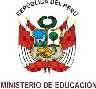 REPÚBLICA DEL PERÚ
MINISTERIO DE EDUCACIÓN